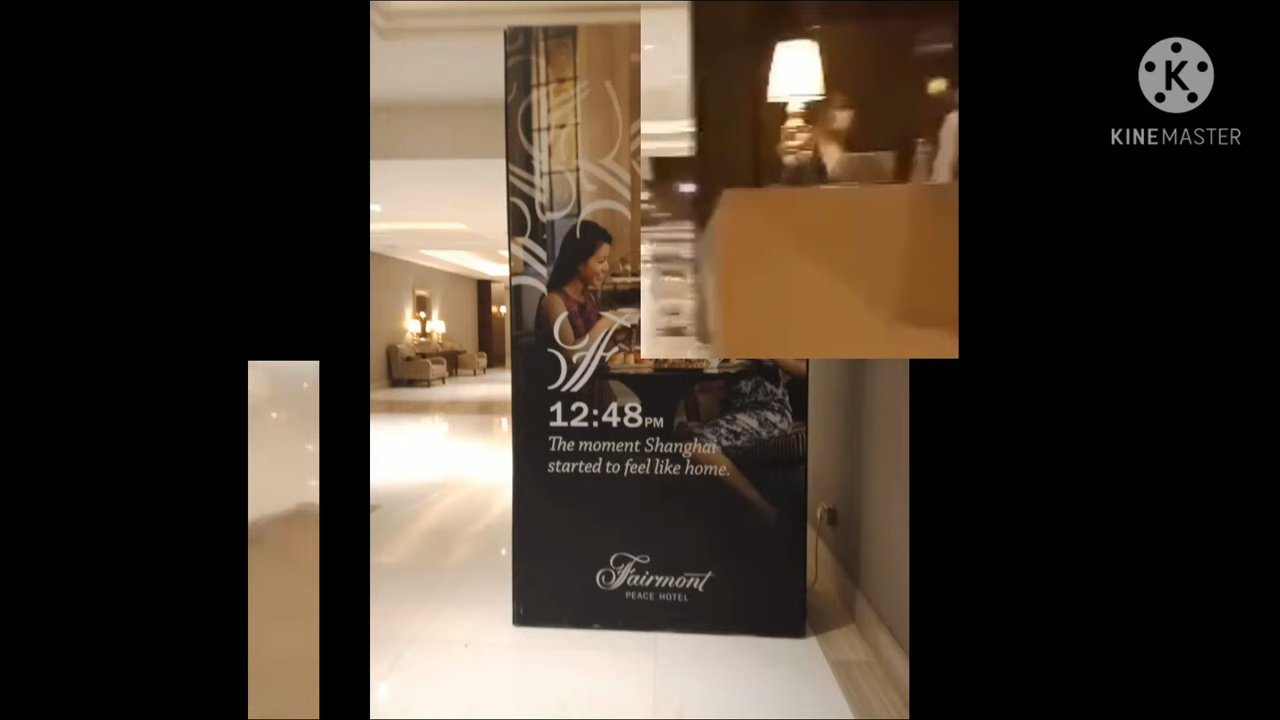 K
KINEMASTER
F
12:48PM
The moment Shanghai
started to feel like home.
Fairmont
PEACE HOTEL